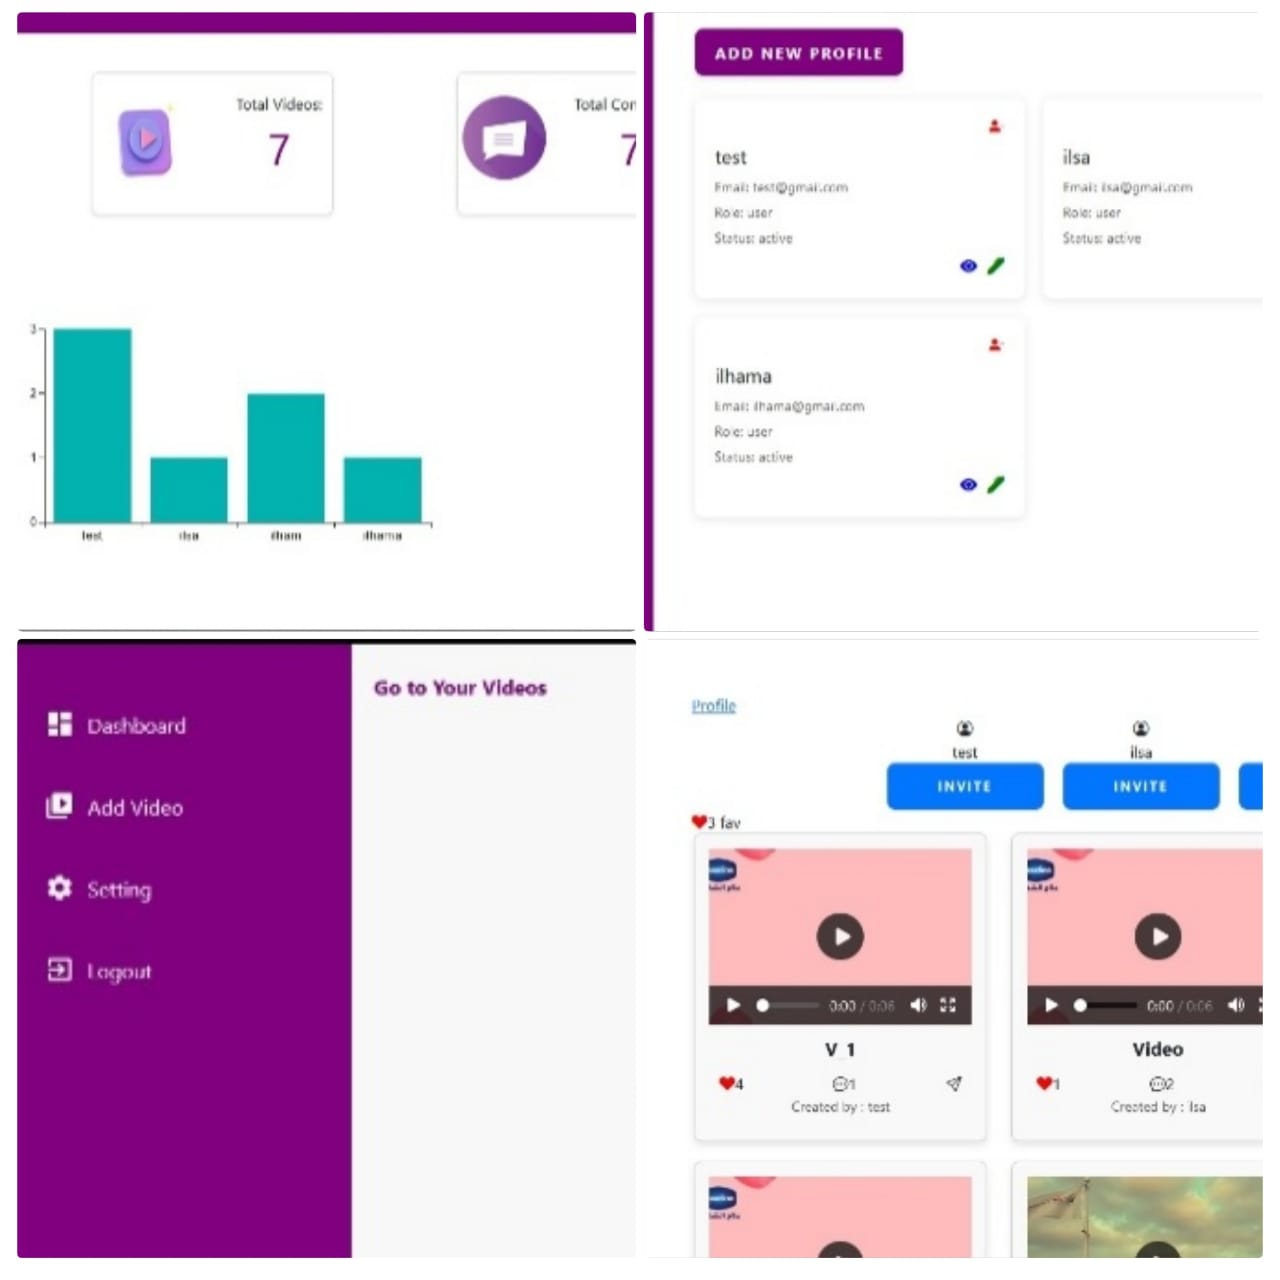 Total Videos:
7
Total Con
7
3
2
1
0
test
ilsa
ilham
ilhama
ADD NEW PROFILE
test
Email: test@gmail.com
Role: user
Status: active
ilsa
Email: ilsa@gmail.com
Role: user
Status: active
ilhama
Email: ilhama@gmail.com
Role: user
Status: active
Dashboard
Add Video
Setting
Logout
Go to Your Videos
Profile
test
ilsa
INVITE
INVITE
3 fav
0:00 / 0:06
0:00 / 0:06
V_1
Video
4
1
1
2
Created by : test
Created by : ilsa